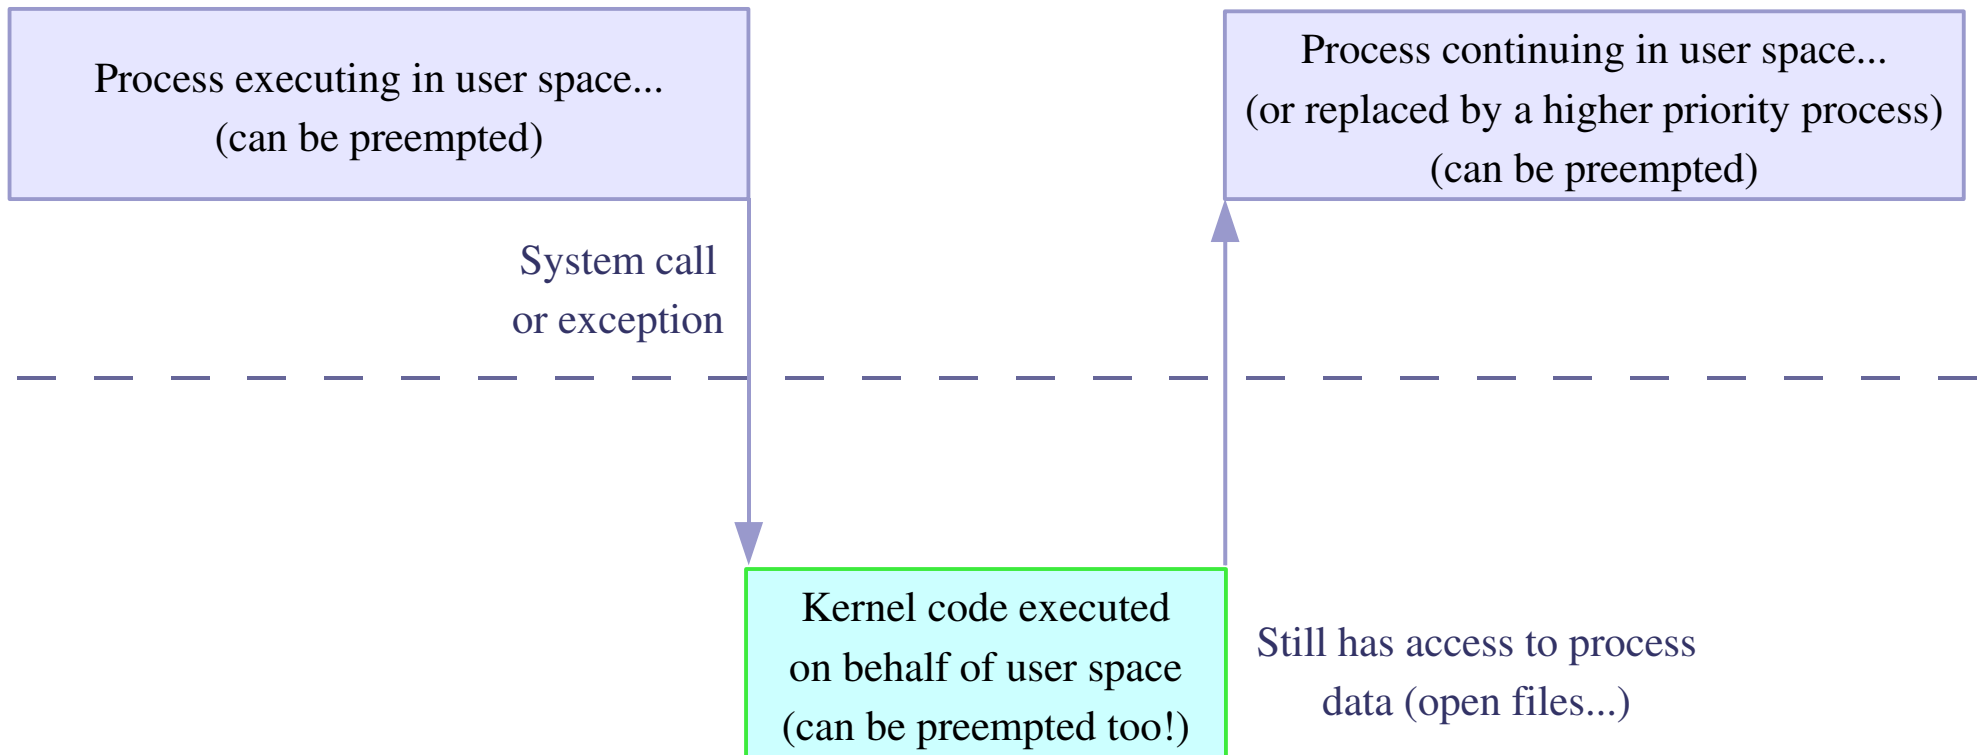 Process executing in user space...
(can be preempted)
Process continuing in user space...
(or replaced by a higher priority process)
(can be preempted)
System call
or exception
Kernel code executed
on behalf of user space
(can be preempted too!)
Still has access to process
data (open files...)